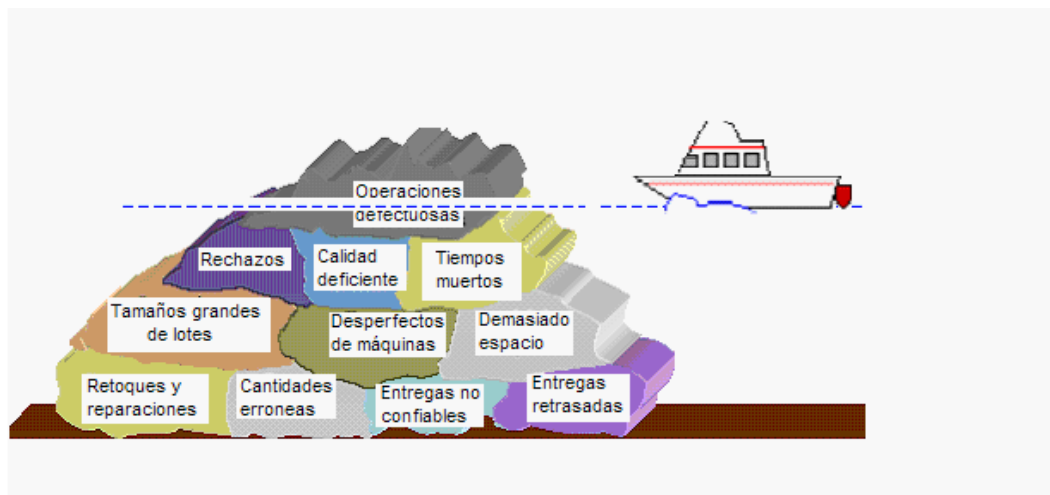 Operaciones
defectuosas
Rechazos
Calidad
deficiente
Tiempos
muertos
Tamaños grandes
de lotes
Desperfectos
de máquinas
Demasiado
espacio
Retoques y
reparaciones
Cantidades
erroneas
Entregas no
confiables
Entregas
retrasadas